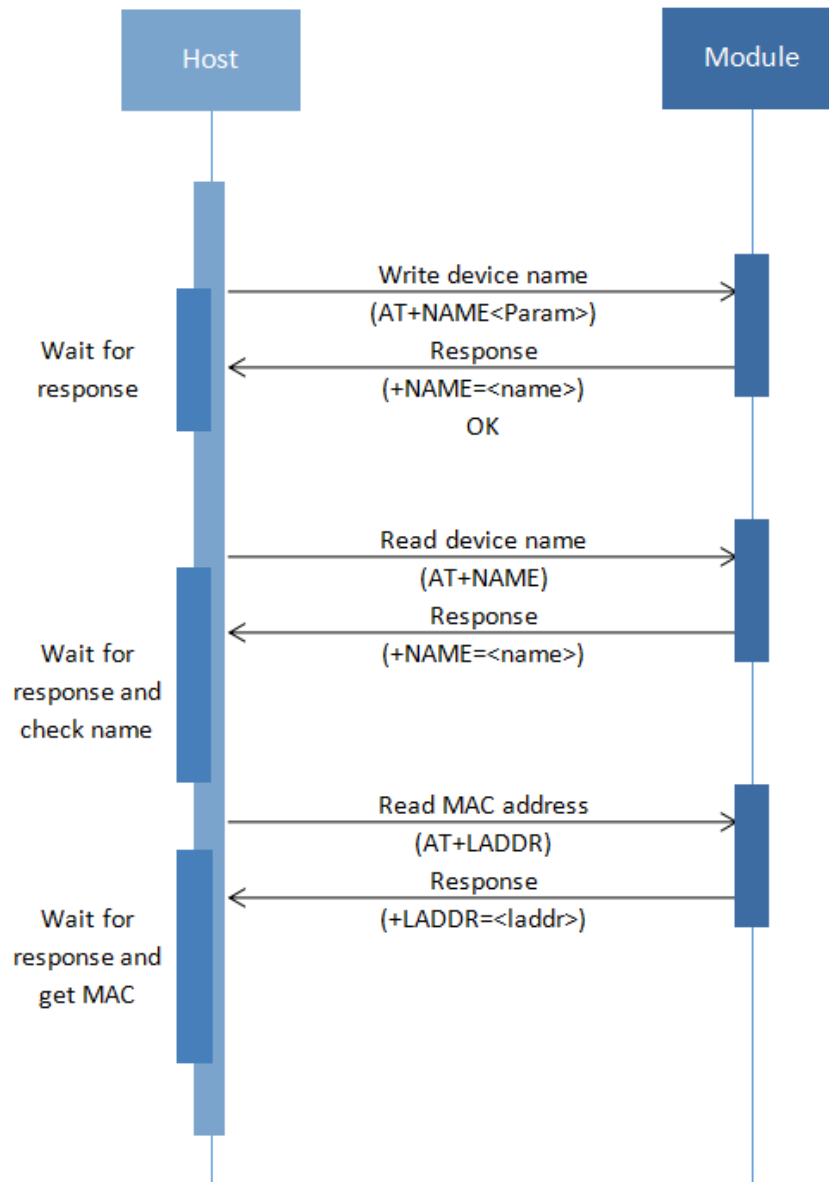 Host
Module
Write device name
(AT+NAME<Param>)
Wait for
response
Response
(+NAME=<name>)
OK
Read device name
(AT+NAME)
Response
(+NAME=<name>)
Wait for
response and
check name
Read MAC address
(AT+LADDR)
Response
(+LADDR=<laddr>)
Wait for
response and
get MAC